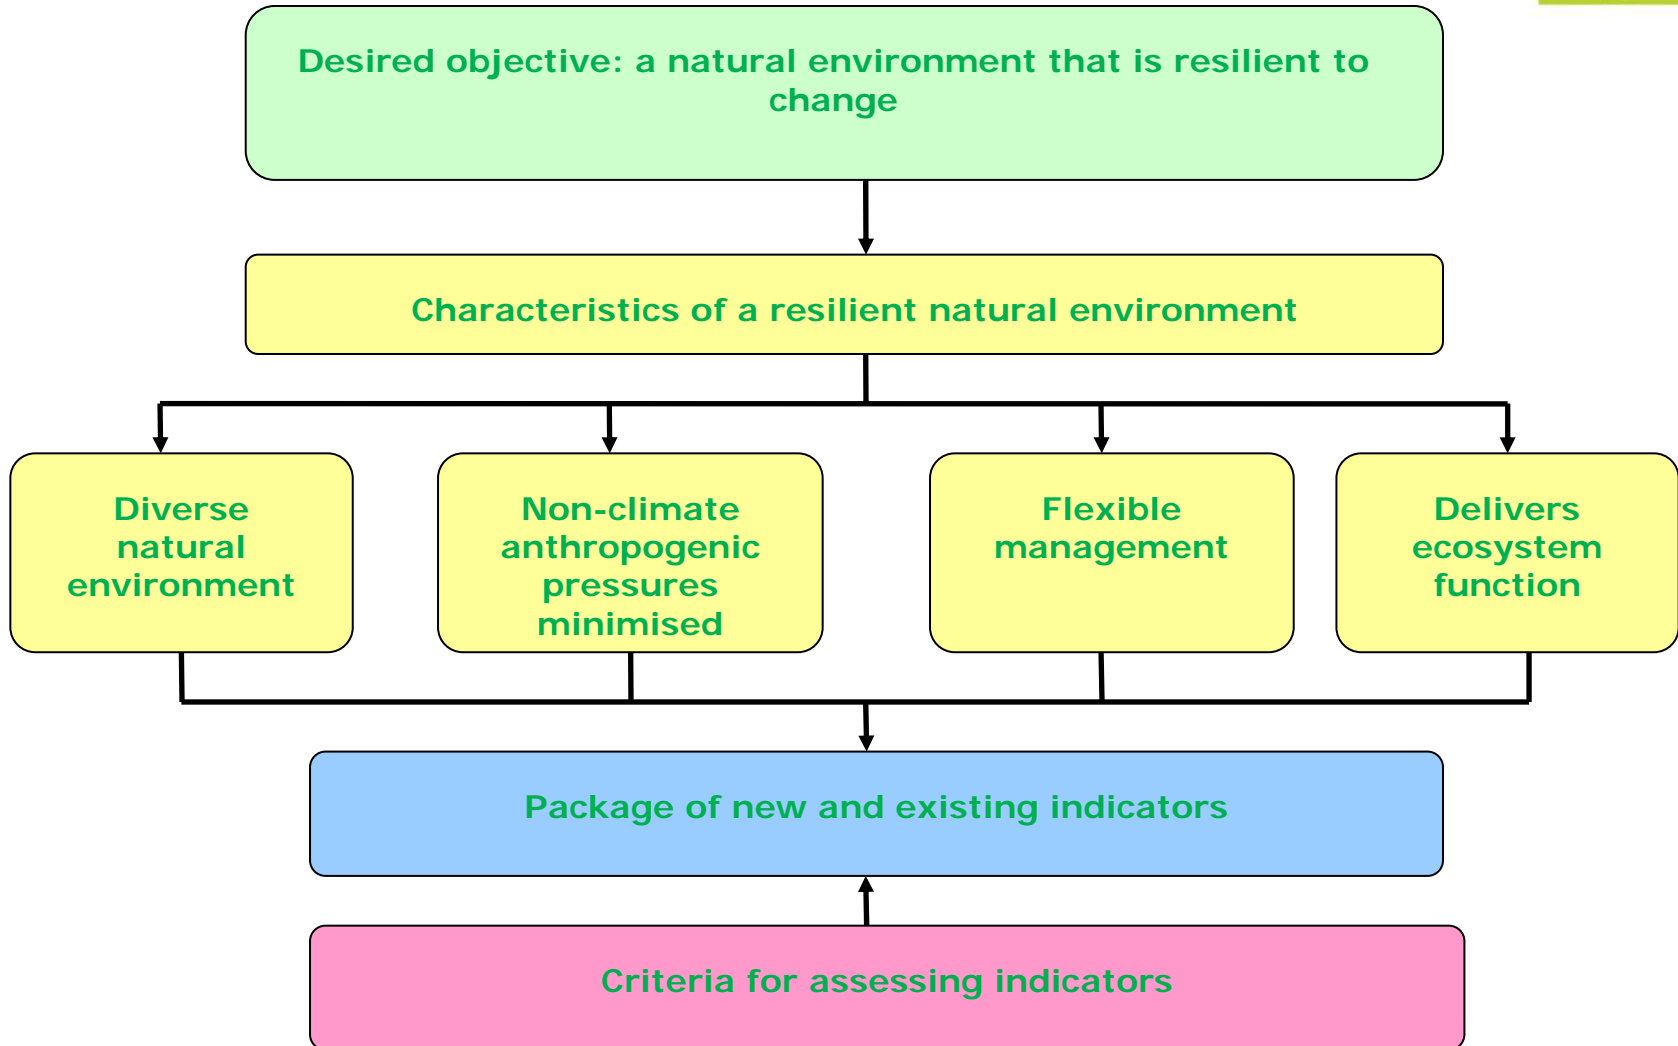 Desired objective: a natural environment that is resilient to
change
Characteristics of a resilient natural environment
Diverse
natural
environment
Non-climate
anthropogenic
pressures
minimised
Flexible
management
Delivers
ecosystem
function
Package of new and existing indicators
Criteria for assessing indicators